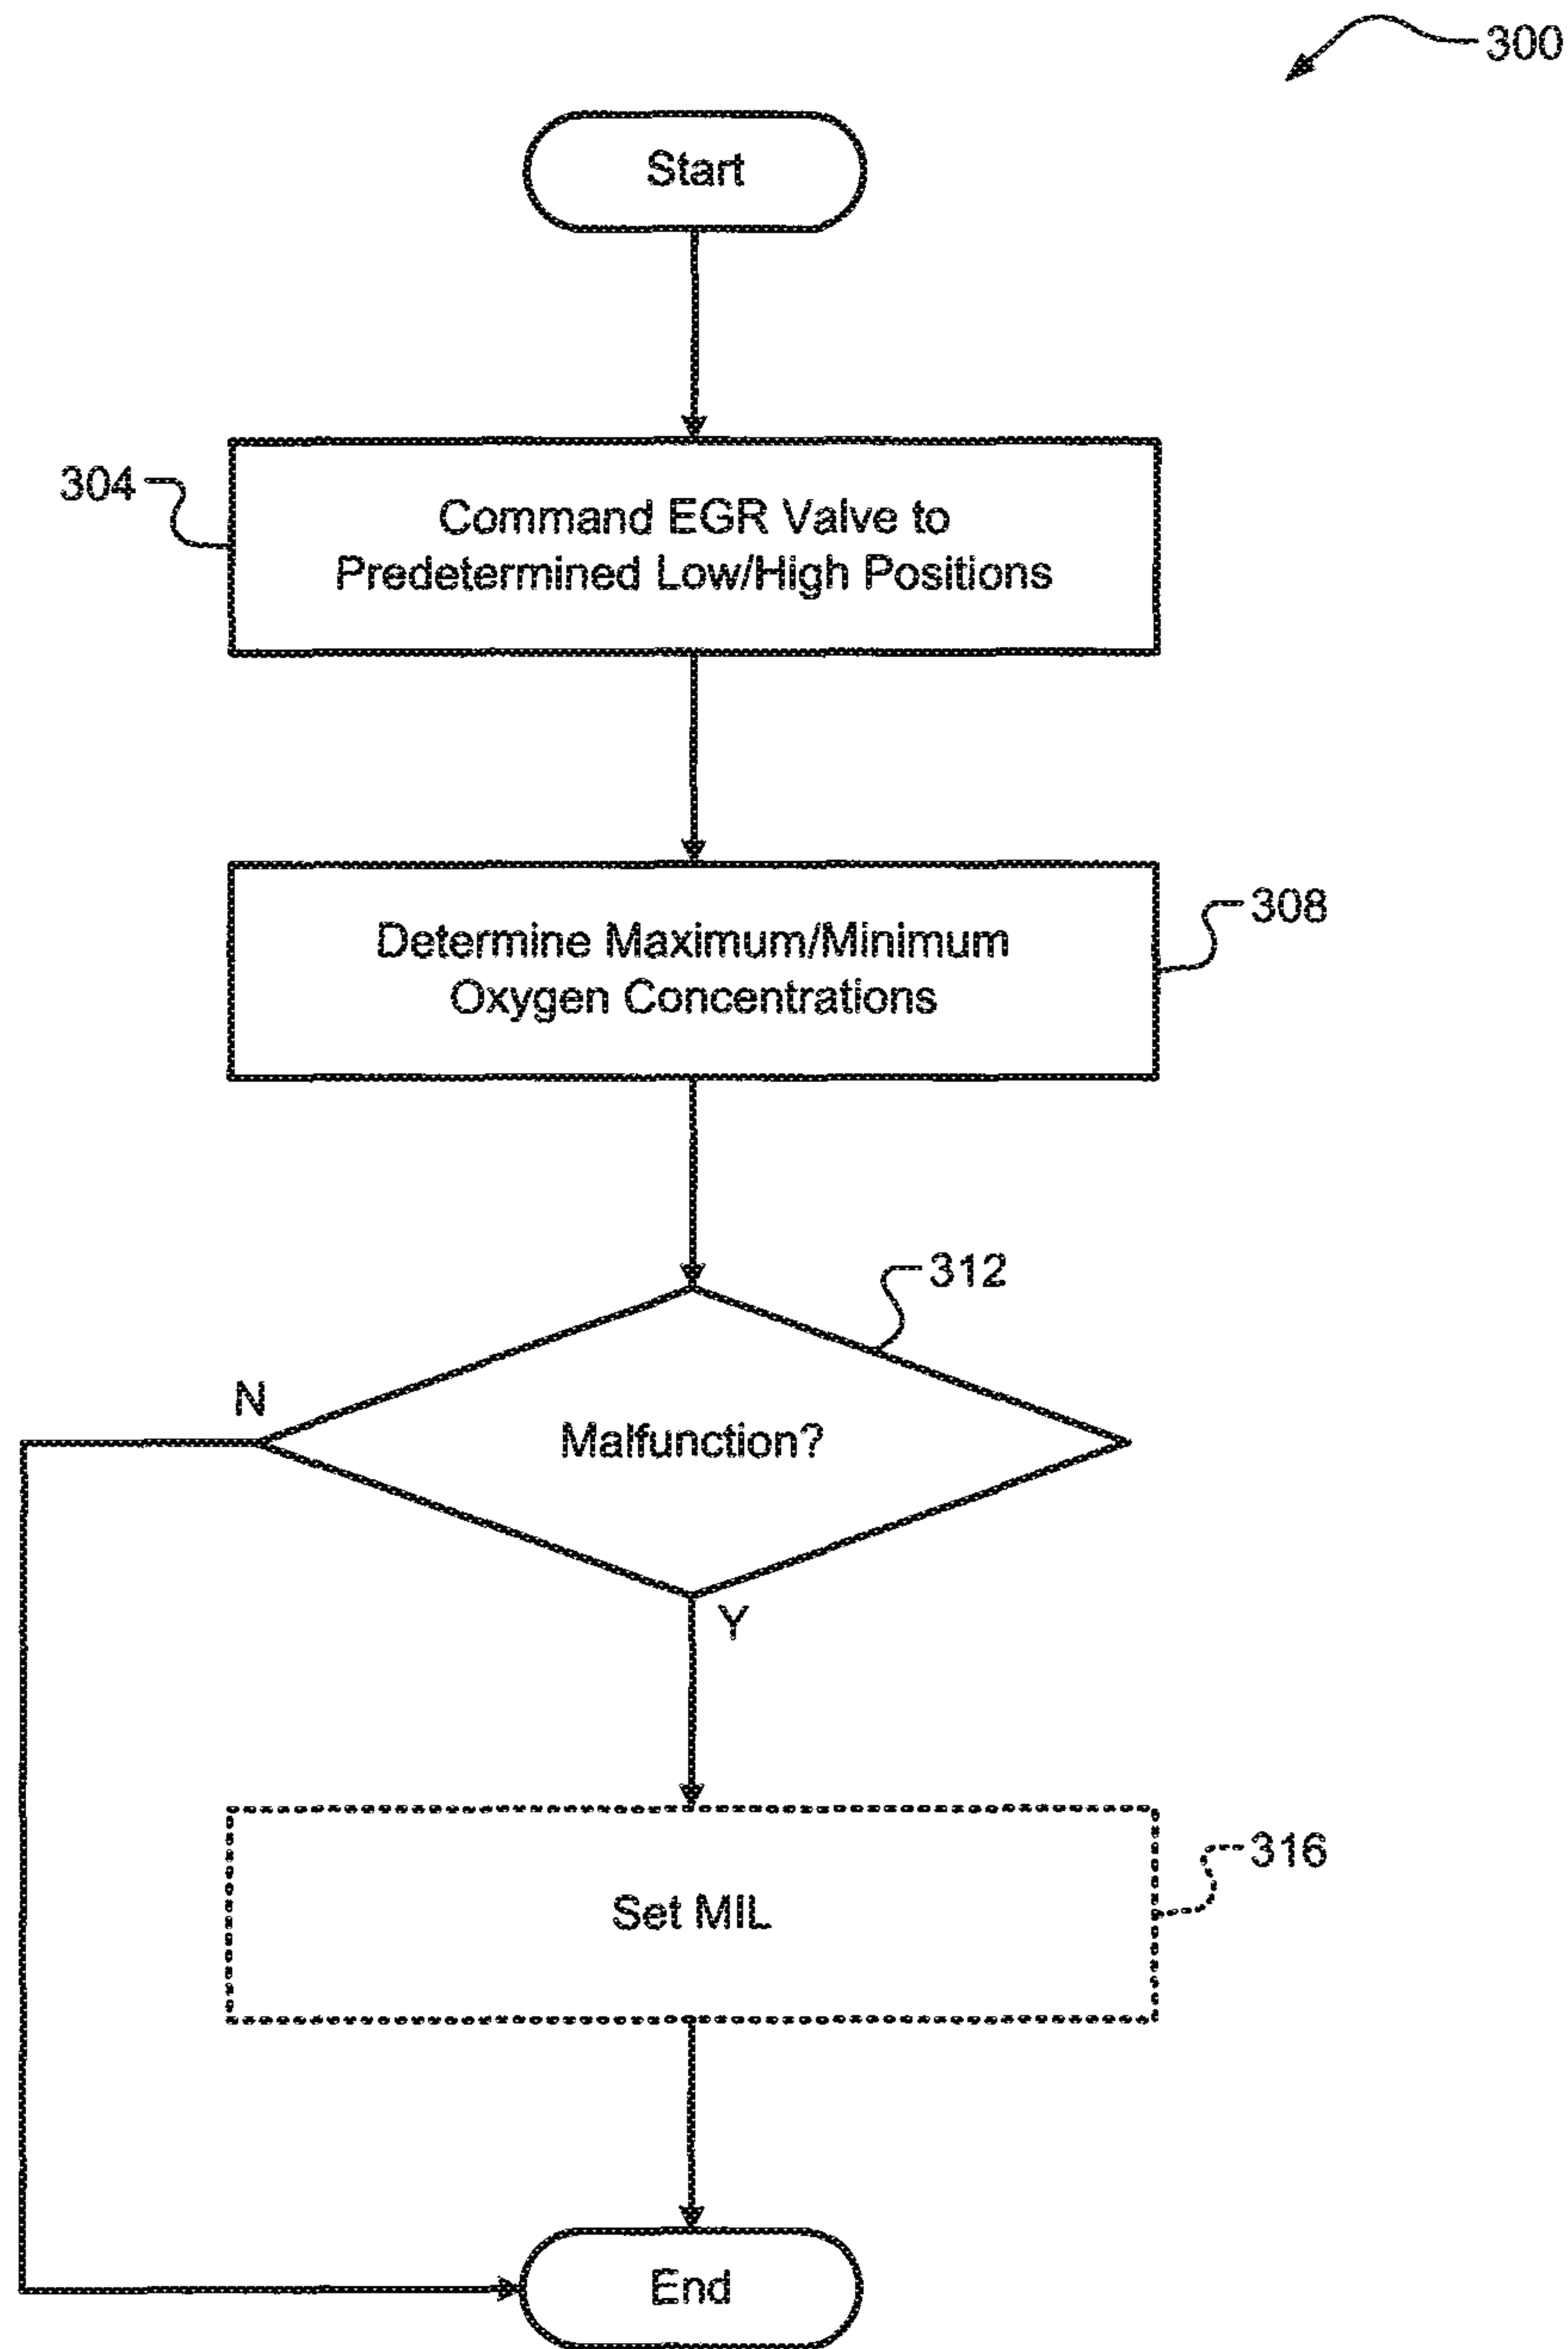 300
Start
304
Command EGR Valve to
Predetermined Low/High Positions
Determine Maximum/Minimum
Oxygen Concentrations
308
312
N
Malfunction?
Y
Set MIL
316
End